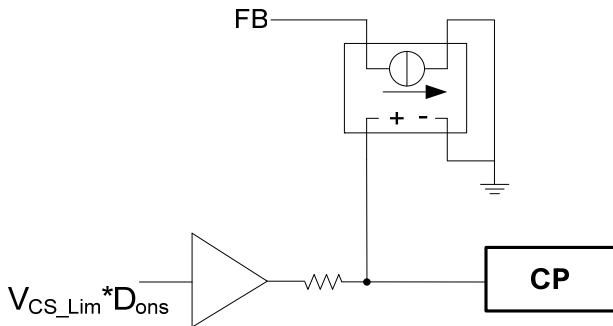 FB
+ -
V_CS_Lim*D_ons
CP